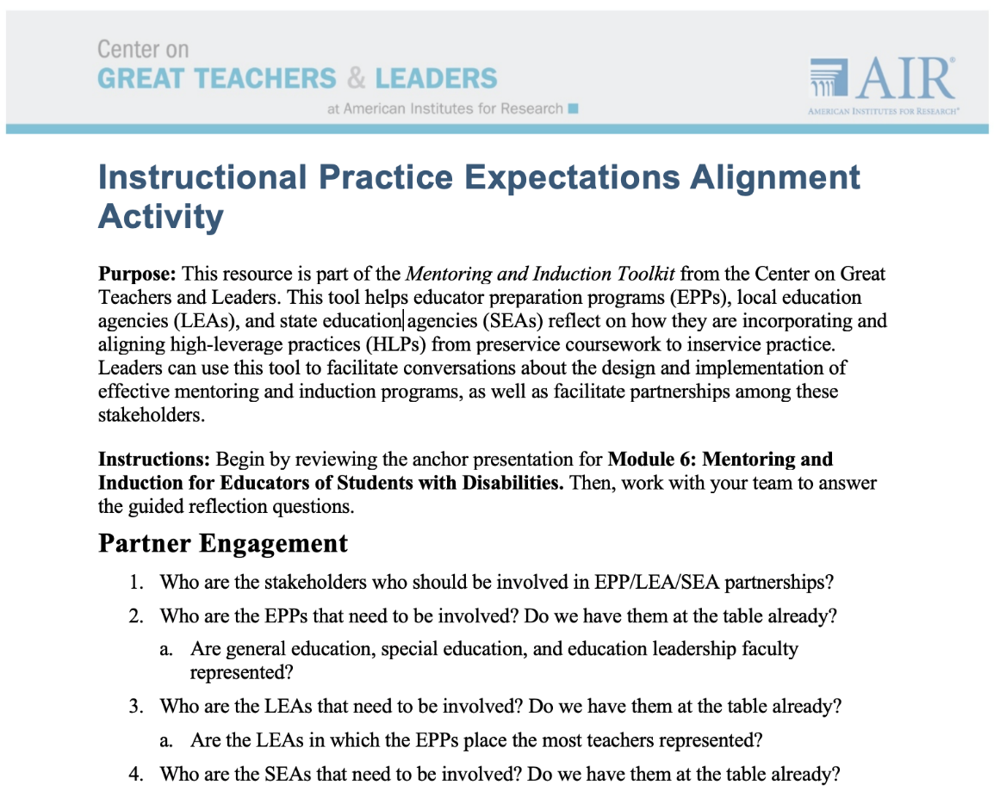 Center on
GREAT TEACHERS & LEADERS
at American Institutes for Research
AIR®
AMERICAN INSTITUTES FOR RESEARCH®
Instructional Practice Expectations Alignment
Activity
Purpose: This resource is part of the Mentoring and Induction Toolkit from the Center on Great
Teachers and Leaders. This tool helps educator preparation programs (EPPs), local education
agencies (LEAs), and state education agencies (SEAs) reflect on how they are incorporating and
aligning high-leverage practices (HLPs) from preservice coursework to inservice practice.
Leaders can use this tool to facilitate conversations about the design and implementation of
effective mentoring and induction programs, as well as facilitate partnerships among these
stakeholders.
Instructions: Begin by reviewing the anchor presentation for Module 6: Mentoring and
Induction for Educators of Students with Disabilities. Then, work with your team to answer
the guided reflection questions.
Partner Engagement
1. Who are the stakeholders who should be involved in EPP/LEA/SEA partnerships?
2. Who are the EPPs that need to be involved? Do we have them at the table already?
a. Are general education, special education, and education leadership faculty
represented?
3. Who are the LEAs that need to be involved? Do we have them at the table already?
a. Are the LEAs in which the EPPs place the most teachers represented?
4. Who are the SEAs that need to be involved? Do we have them at the table already?